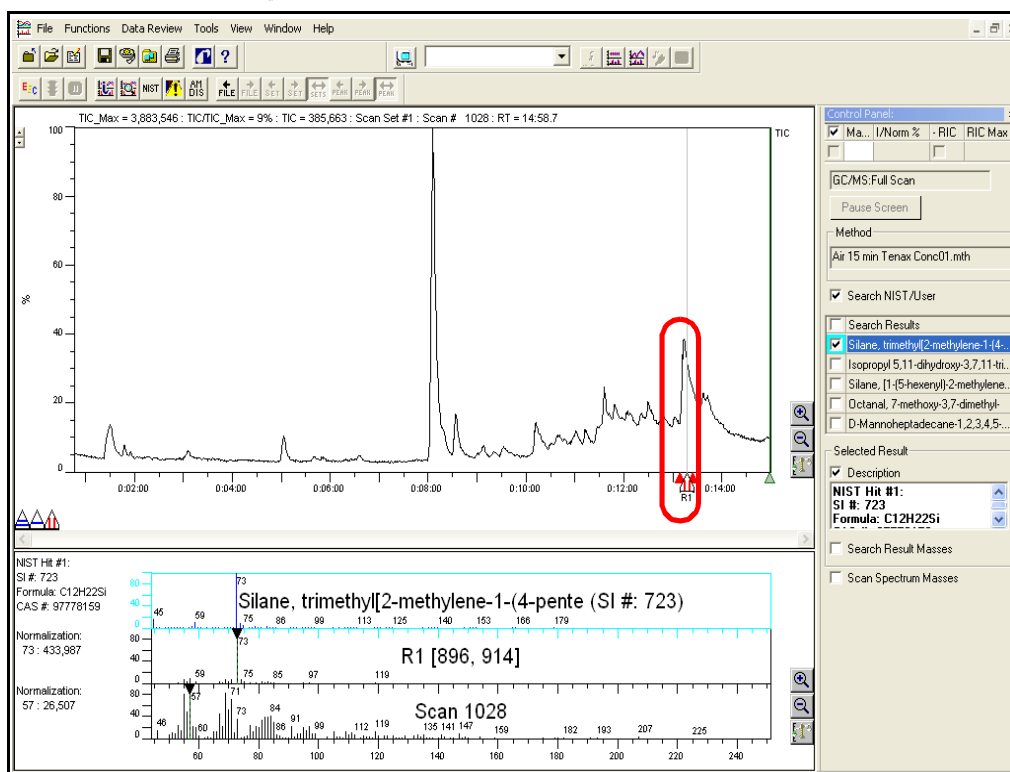 File Functions Data Review Tools View Window Help
E:C NIST AM DIS FILE FILE SET SET SETS PEAK PEAK PEAK
TIC_Max = 3,883,546 : TIC/TIC_Max = 9% : TIC = 385,663 : Scan Set #1 : Scan # 1028 : RT = 14:58.7
TIC
100
80
60
%
40
20
0
0:02:00 0:04:00 0:06:00 0:08:00 0:10:00 0:12:00 0:14:00
R1
Control Panel:
Ma... I/Norm % - RIC RIC Max
GC/MS:Full Scan
Pause Screen
Method
Air 15 min Tenax Conc01.mth
Search NIST/User
Search Results
Silane, trimethyl[2-methylene-1-(4-...
Isopropyl 5,11-dihydroxy-3,7,11-tri...
Silane, [1-(5-hexenyl)-2-methylene...
Octanal, 7-methoxy-3,7-dimethyl-
D-Mannoheptadecane-1,2,3,4,5-...
Selected Result
Description
NIST Hit #1:
SI #: 723
Formula: C12H22Si
Search Result Masses
Scan Spectrum Masses
NIST Hit #1:
SI #: 723
Formula: C12H22Si
CAS #: 97778159
Normalization:
73 : 433,987
Normalization:
57 : 26,507
80
40
0
73
Silane, trimethyl[2-methylene-1-(4-pente (SI #: 723)
45 59 75 86 99 113 125 140 153 166 179
80
40
0
73
R1 [896, 914]
59 75 85 97 119
80
40
0
57 71 84
Scan 1028
46 60 73 86 91 99 112 119 135 141 147 159 182 193 207 225
60 80 100 120 140 160 180 200 220 240